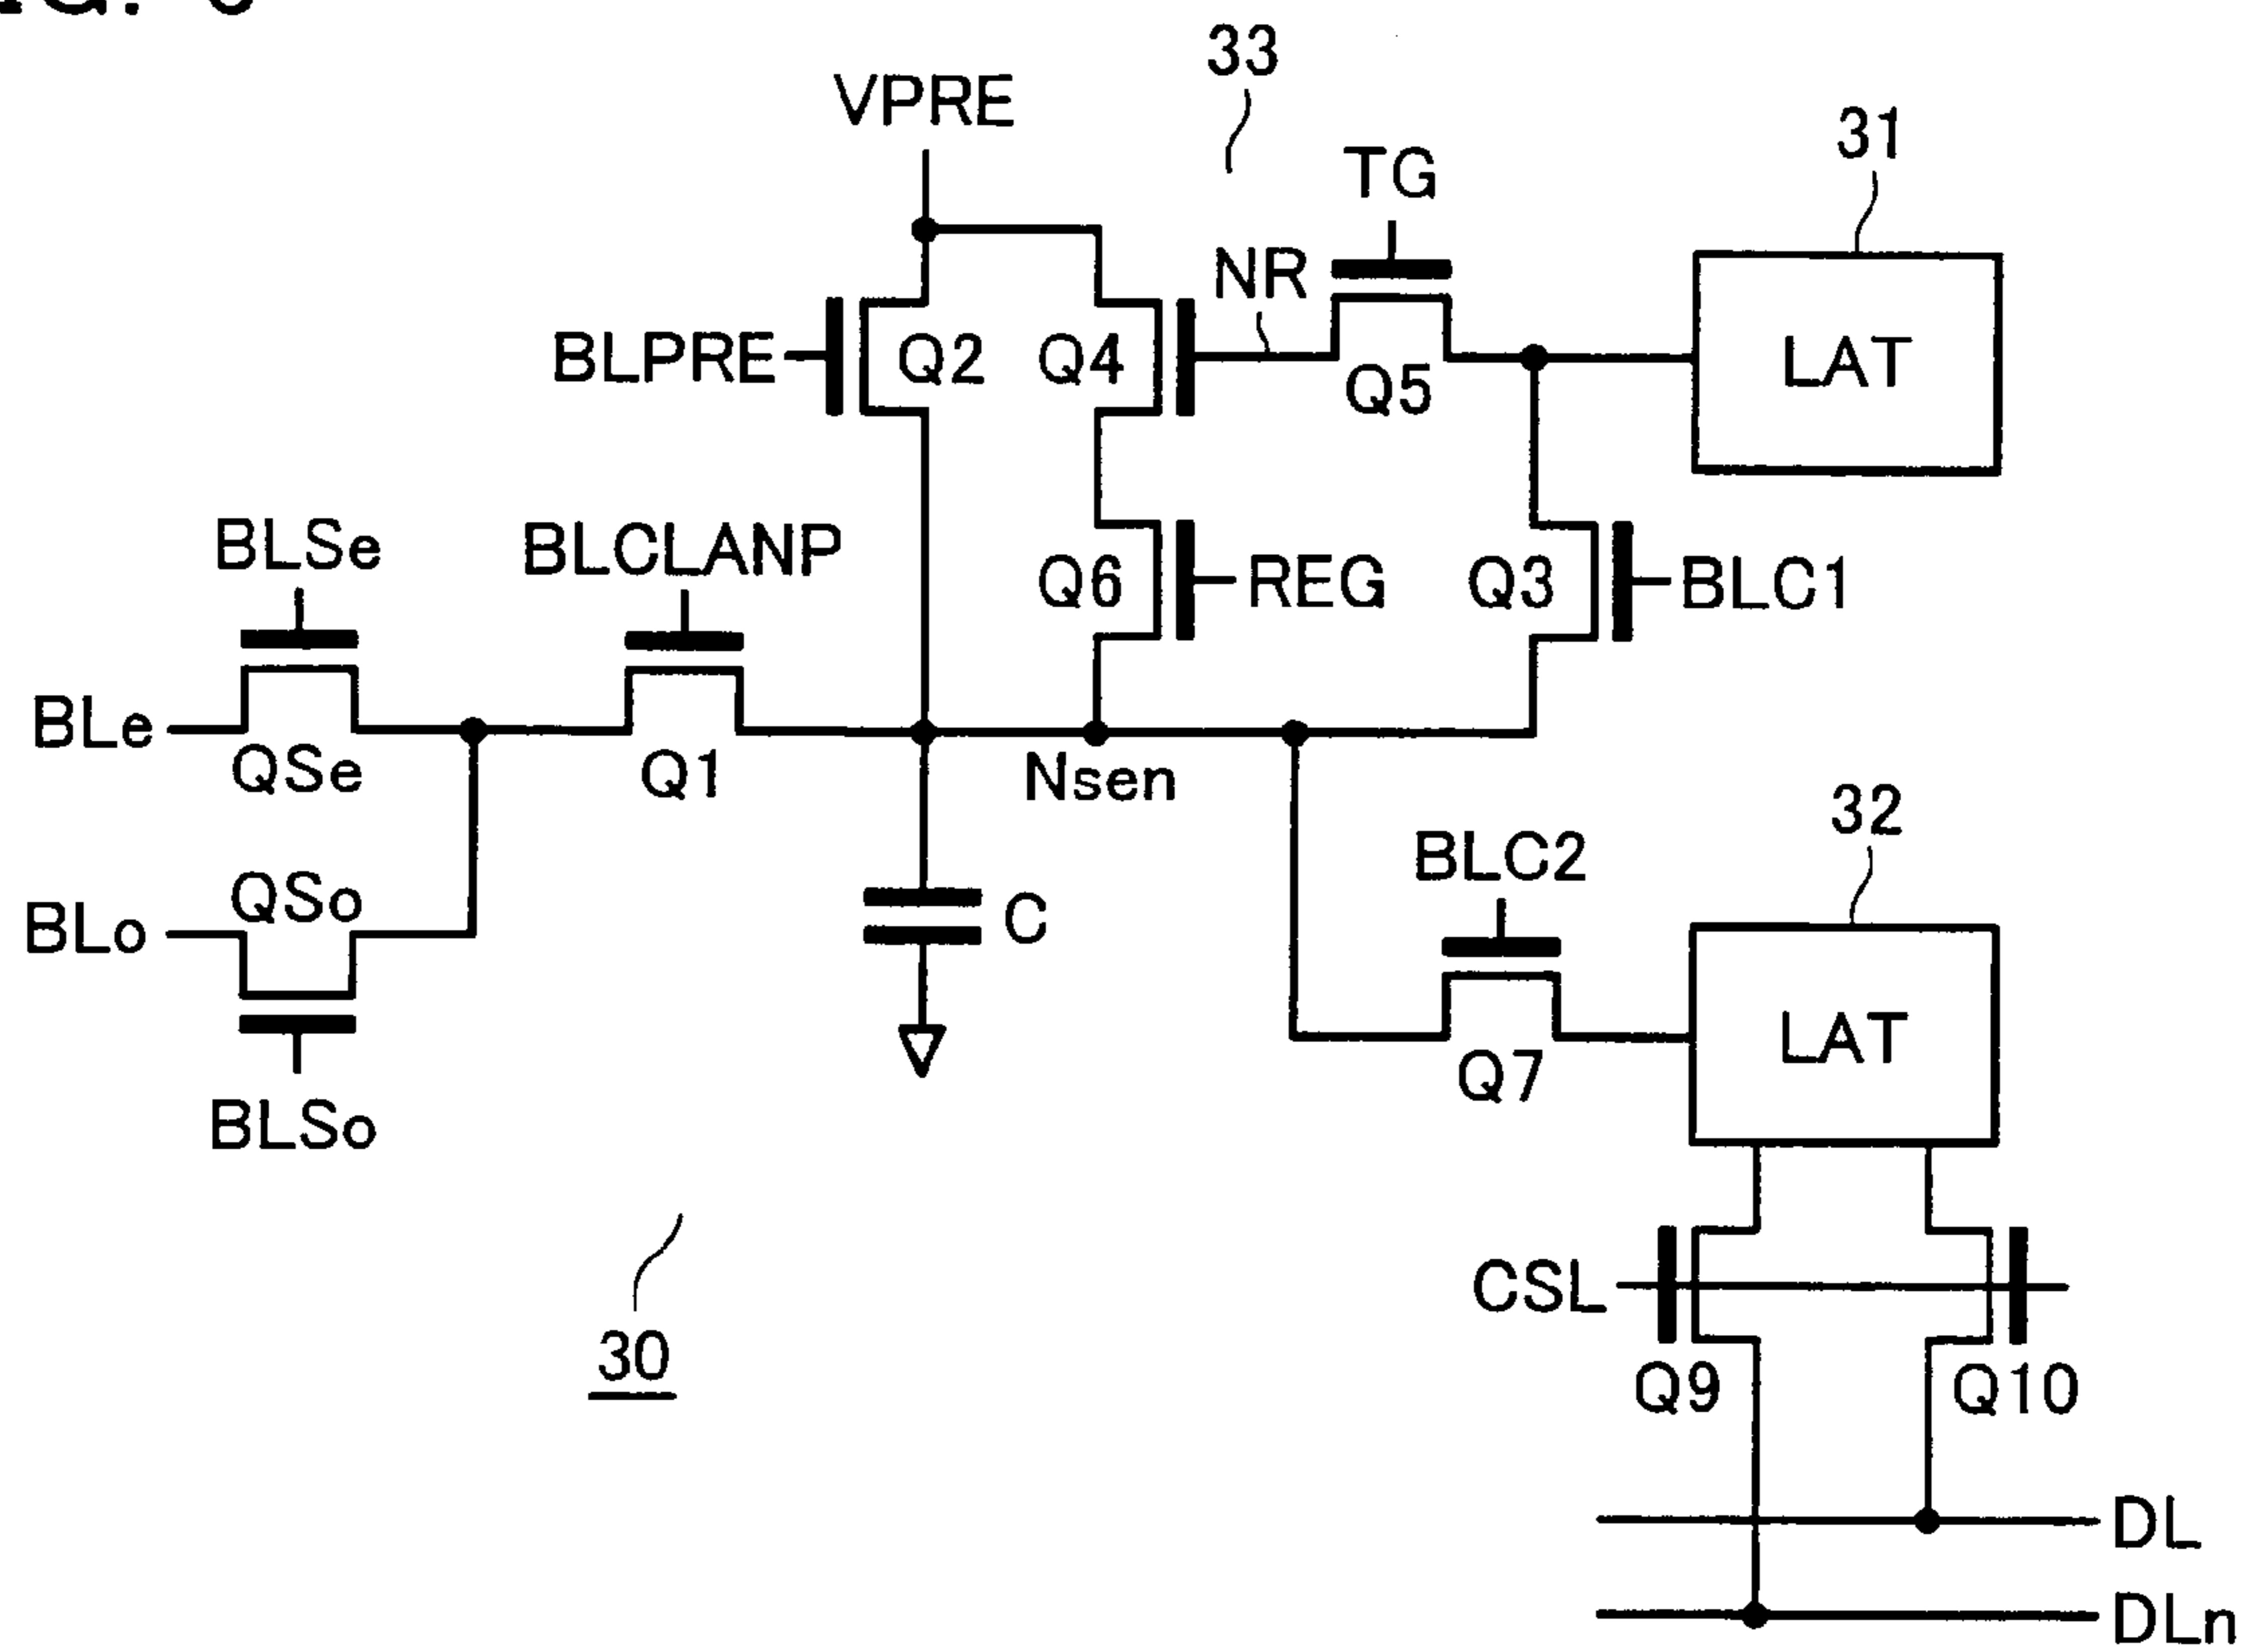 33
VPRE
31
TG
NR
BLPRE
Q2
Q4
Q5
LAT
BLSe
BLCLANP
Q6
REG
Q3
BLC1
BLe
QSe
Q1
Nsen
32
BLC2
QSo
BLo
C
LAT
Q7
BLSo
CSL
30
Q9
Q10
DL
DLn